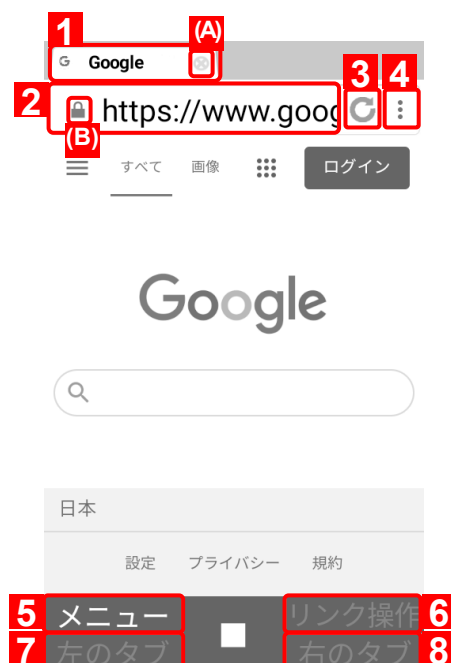 1
(A)
G Google
3 4
2
https://www.goog
(B)
すべて 画像 ログイン
Google
日本
設定 プライバシー 規約
5 メニュー リンク操作 6
7 左のタブ 右のタブ 8